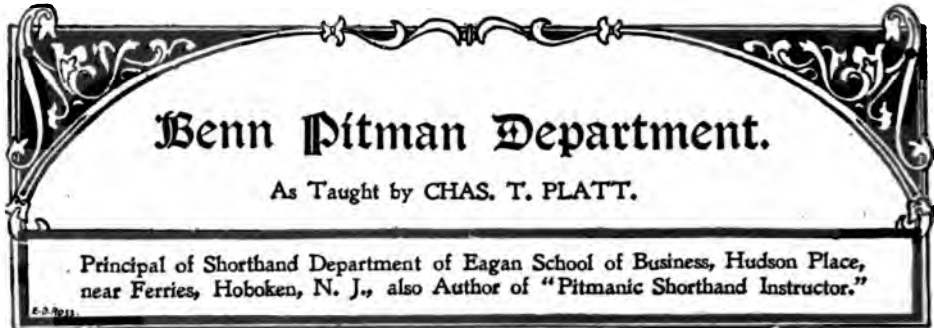 Benn Pitman Department.
As Taught by CHAS. T. PLATT.
Principal of Shorthand Department of Eagan School of Business, Hudson Place,
near Ferries, Hoboken, N. J., also Author of "Pitmanic Shorthand Instructor."